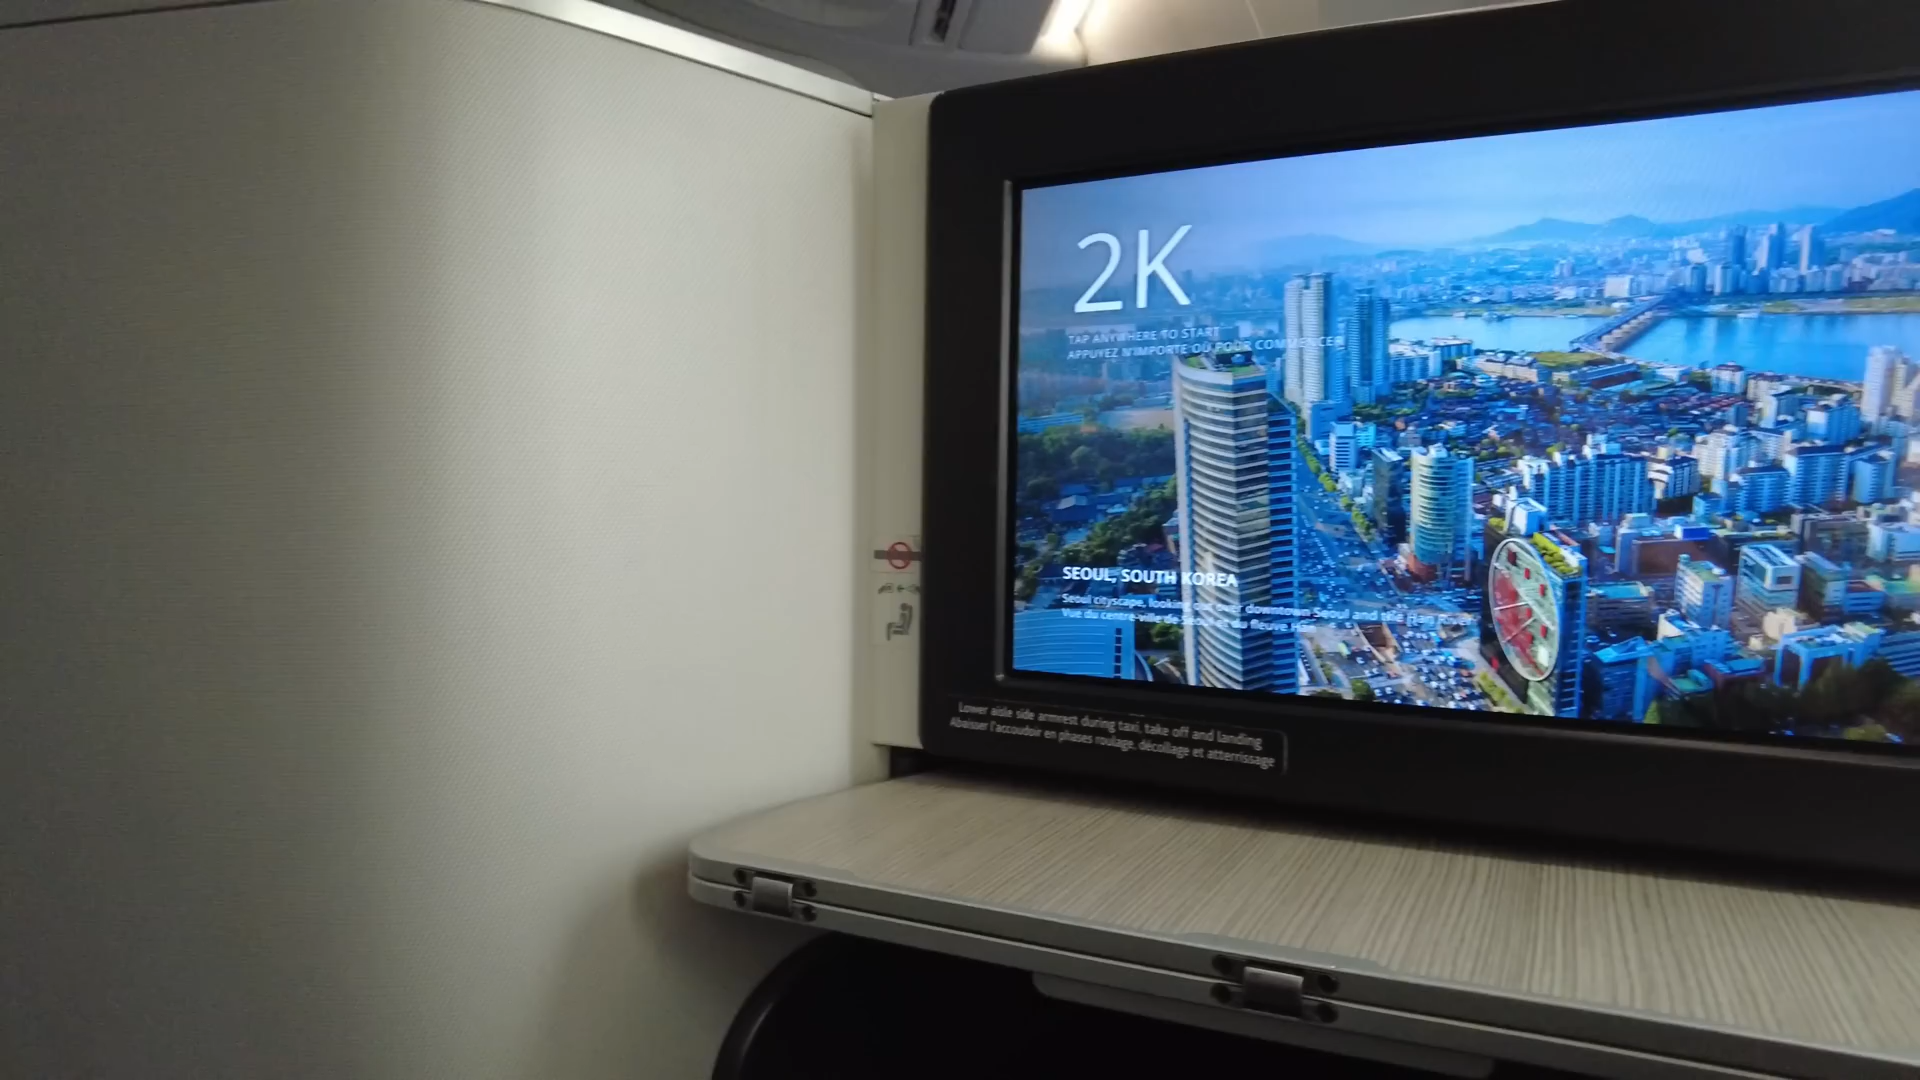 2K
TAP ANYWHERE TO START
APPUYEZ N'IMPORTE OÙ POUR COMMENCER
SEOUL, SOUTH KOREA
Seoul cityscape, looking out over downtown Seoul and the Han River
Vue du centre-ville de Séoul et du fleuve Han
Lower aisle side armrest during taxi, take off and landing
Abaisser l'accoudoir en phases roulage, décollage et atterrissage